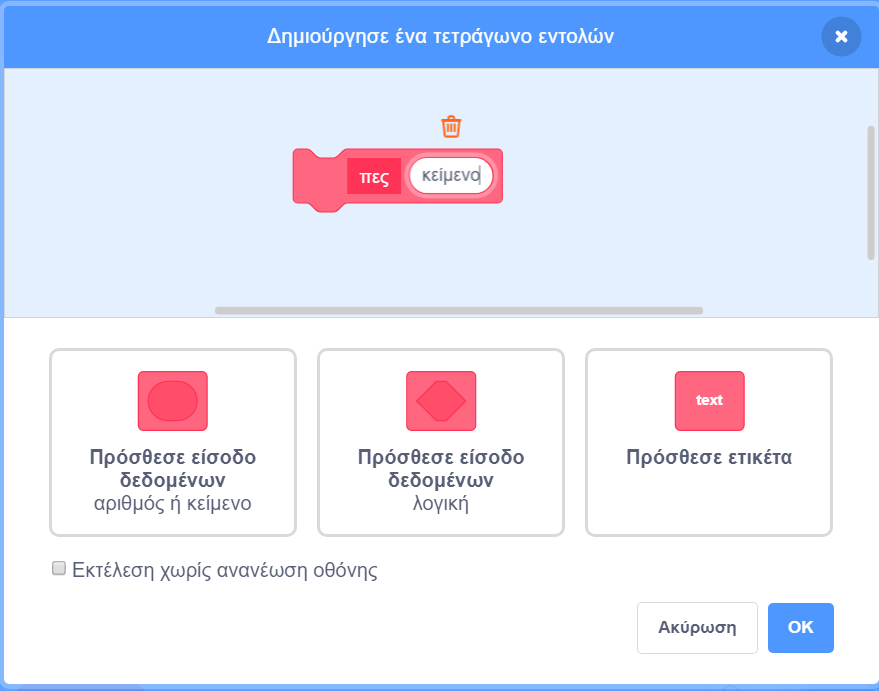 Δημιούργησε ένα τετράγωνο εντολών
πες κείμενο
text
Πρόσθεσε είσοδο
δεδομένων
αριθμός ή κείμενο
Πρόσθεσε είσοδο
δεδομένων
λογική
Πρόσθεσε ετικέτα
Εκτέλεση χωρίς ανανέωση οθόνης
Ακύρωση
OK